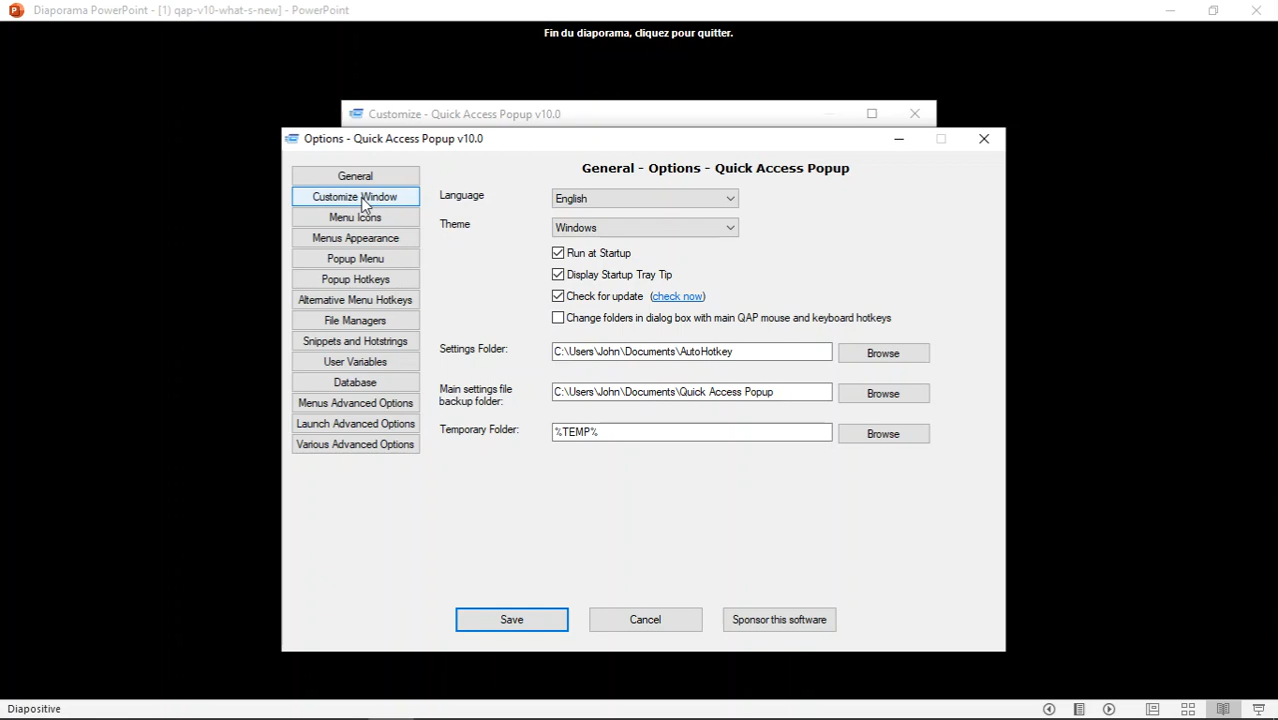 Diaporama PowerPoint - [1) qap-v10-what-s-new] - PowerPoint
Fin du diaporama, cliquez pour quitter.
Customize - Quick Access Popup v10.0
Options - Quick Access Popup v10.0
General - Options - Quick Access Popup
General
Customize Window
Menu Icons
Menus Appearance
Popup Menu
Popup Hotkeys
Alternative Menu Hotkeys
File Managers
Snippets and Hotstrings
User Variables
Database
Menus Advanced Options
Launch Advanced Options
Various Advanced Options
Language English
Theme Windows
Run at Startup
Display Startup Tray Tip
Check for update (check now)
Change folders in dialog box with main QAP mouse and keyboard hotkeys
Settings Folder: C:\Users\John\Documents\AutoHotkey Browse
Main settings file
backup folder: C:\Users\John\Documents\Quick Access Popup Browse
Temporary Folder: %TEMP% Browse
Save Cancel Sponsor this software
Diapositive